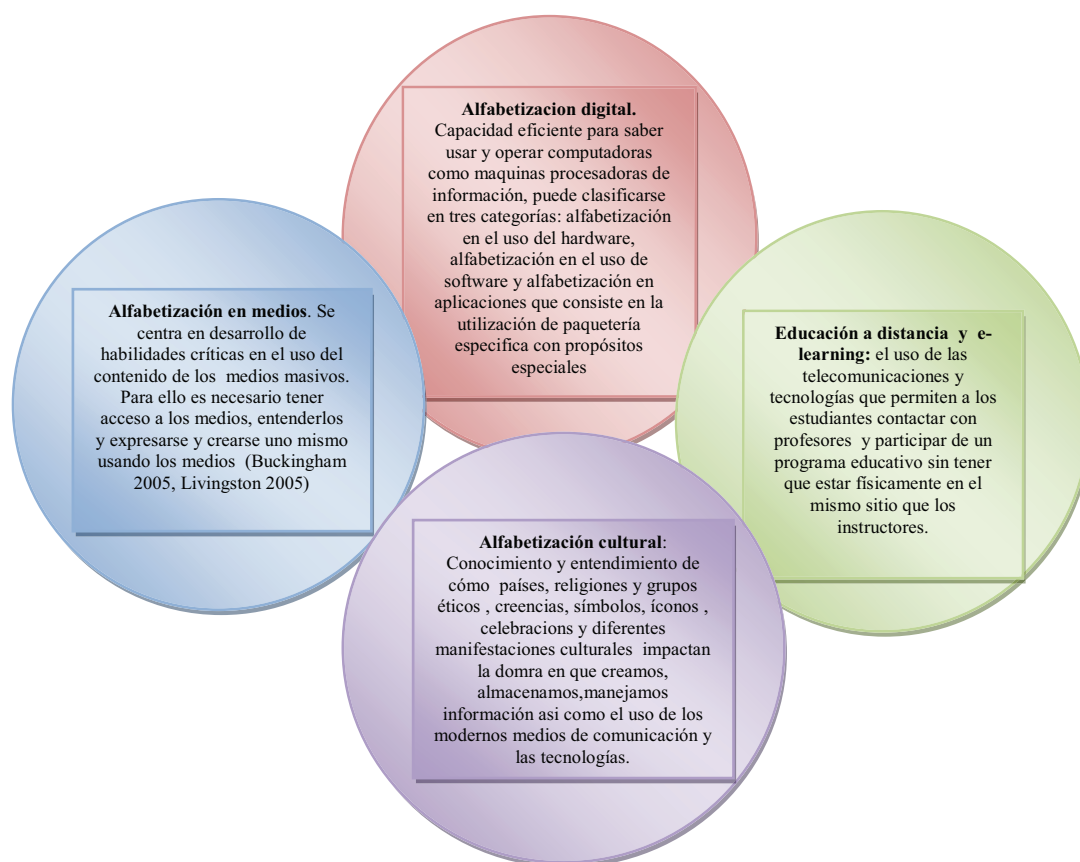 Alfabetizacion digital.
Capacidad eficiente para saber
usar y operar computadoras
como maquinas procesadoras de
información, puede clasificarse
en tres categorías: alfabetización
en el uso del hardware,
alfabetización en el uso de
software y alfabetización en
aplicaciones que consiste en la
utilización de paquetería
especifica con propósitos
especiales
Alfabetización en medios. Se
centra en desarrollo de
habilidades críticas en el uso del
contenido de los  medios masivos.
Para ello es necesario tener
acceso a los medios, entenderlos
y expresarse y crearse uno mismo
usando los medios  (Buckingham
2005, Livingston 2005)
Educación a distancia  y  e-
learning: el uso de las
telecomunicaciones y
tecnologías que permiten a los
estudiantes contactar con
profesores  y participar de un
programa educativo sin tener
que estar físicamente en el
mismo sitio que los
instructores.
Alfabetización cultural:
Conocimiento y entendimiento de
cómo  países, religiones y grupos
éticos , creencias, símbolos, íconos ,
celebracions y diferentes
manifestaciones culturales  impactan
la domra en que creamos,
almacenamos,manejamos
información asi como el uso de los
modernos medios de comunicación y
las tecnologías.